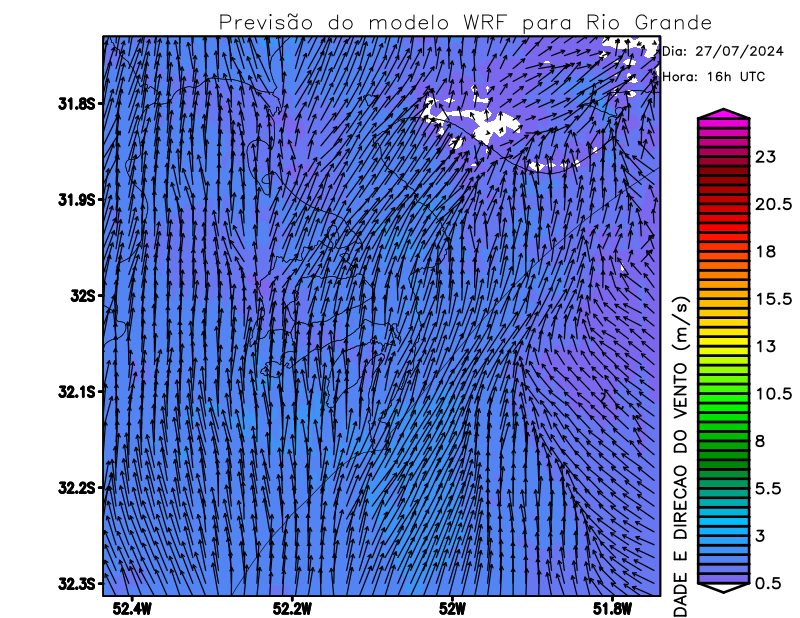 Previsão do modelo WRF para Rio Grande
Dia: 27/07/2024
Hora: 16h UTC
31.8S
31.9S
32S
32.1S
32.2S
32.3S
52.4W
52.2W
52W
51.8W
23
20.5
18
15.5
13
10.5
8
5.5
3
0.5
DADE E DIRECAO DO VENTO (m/s)